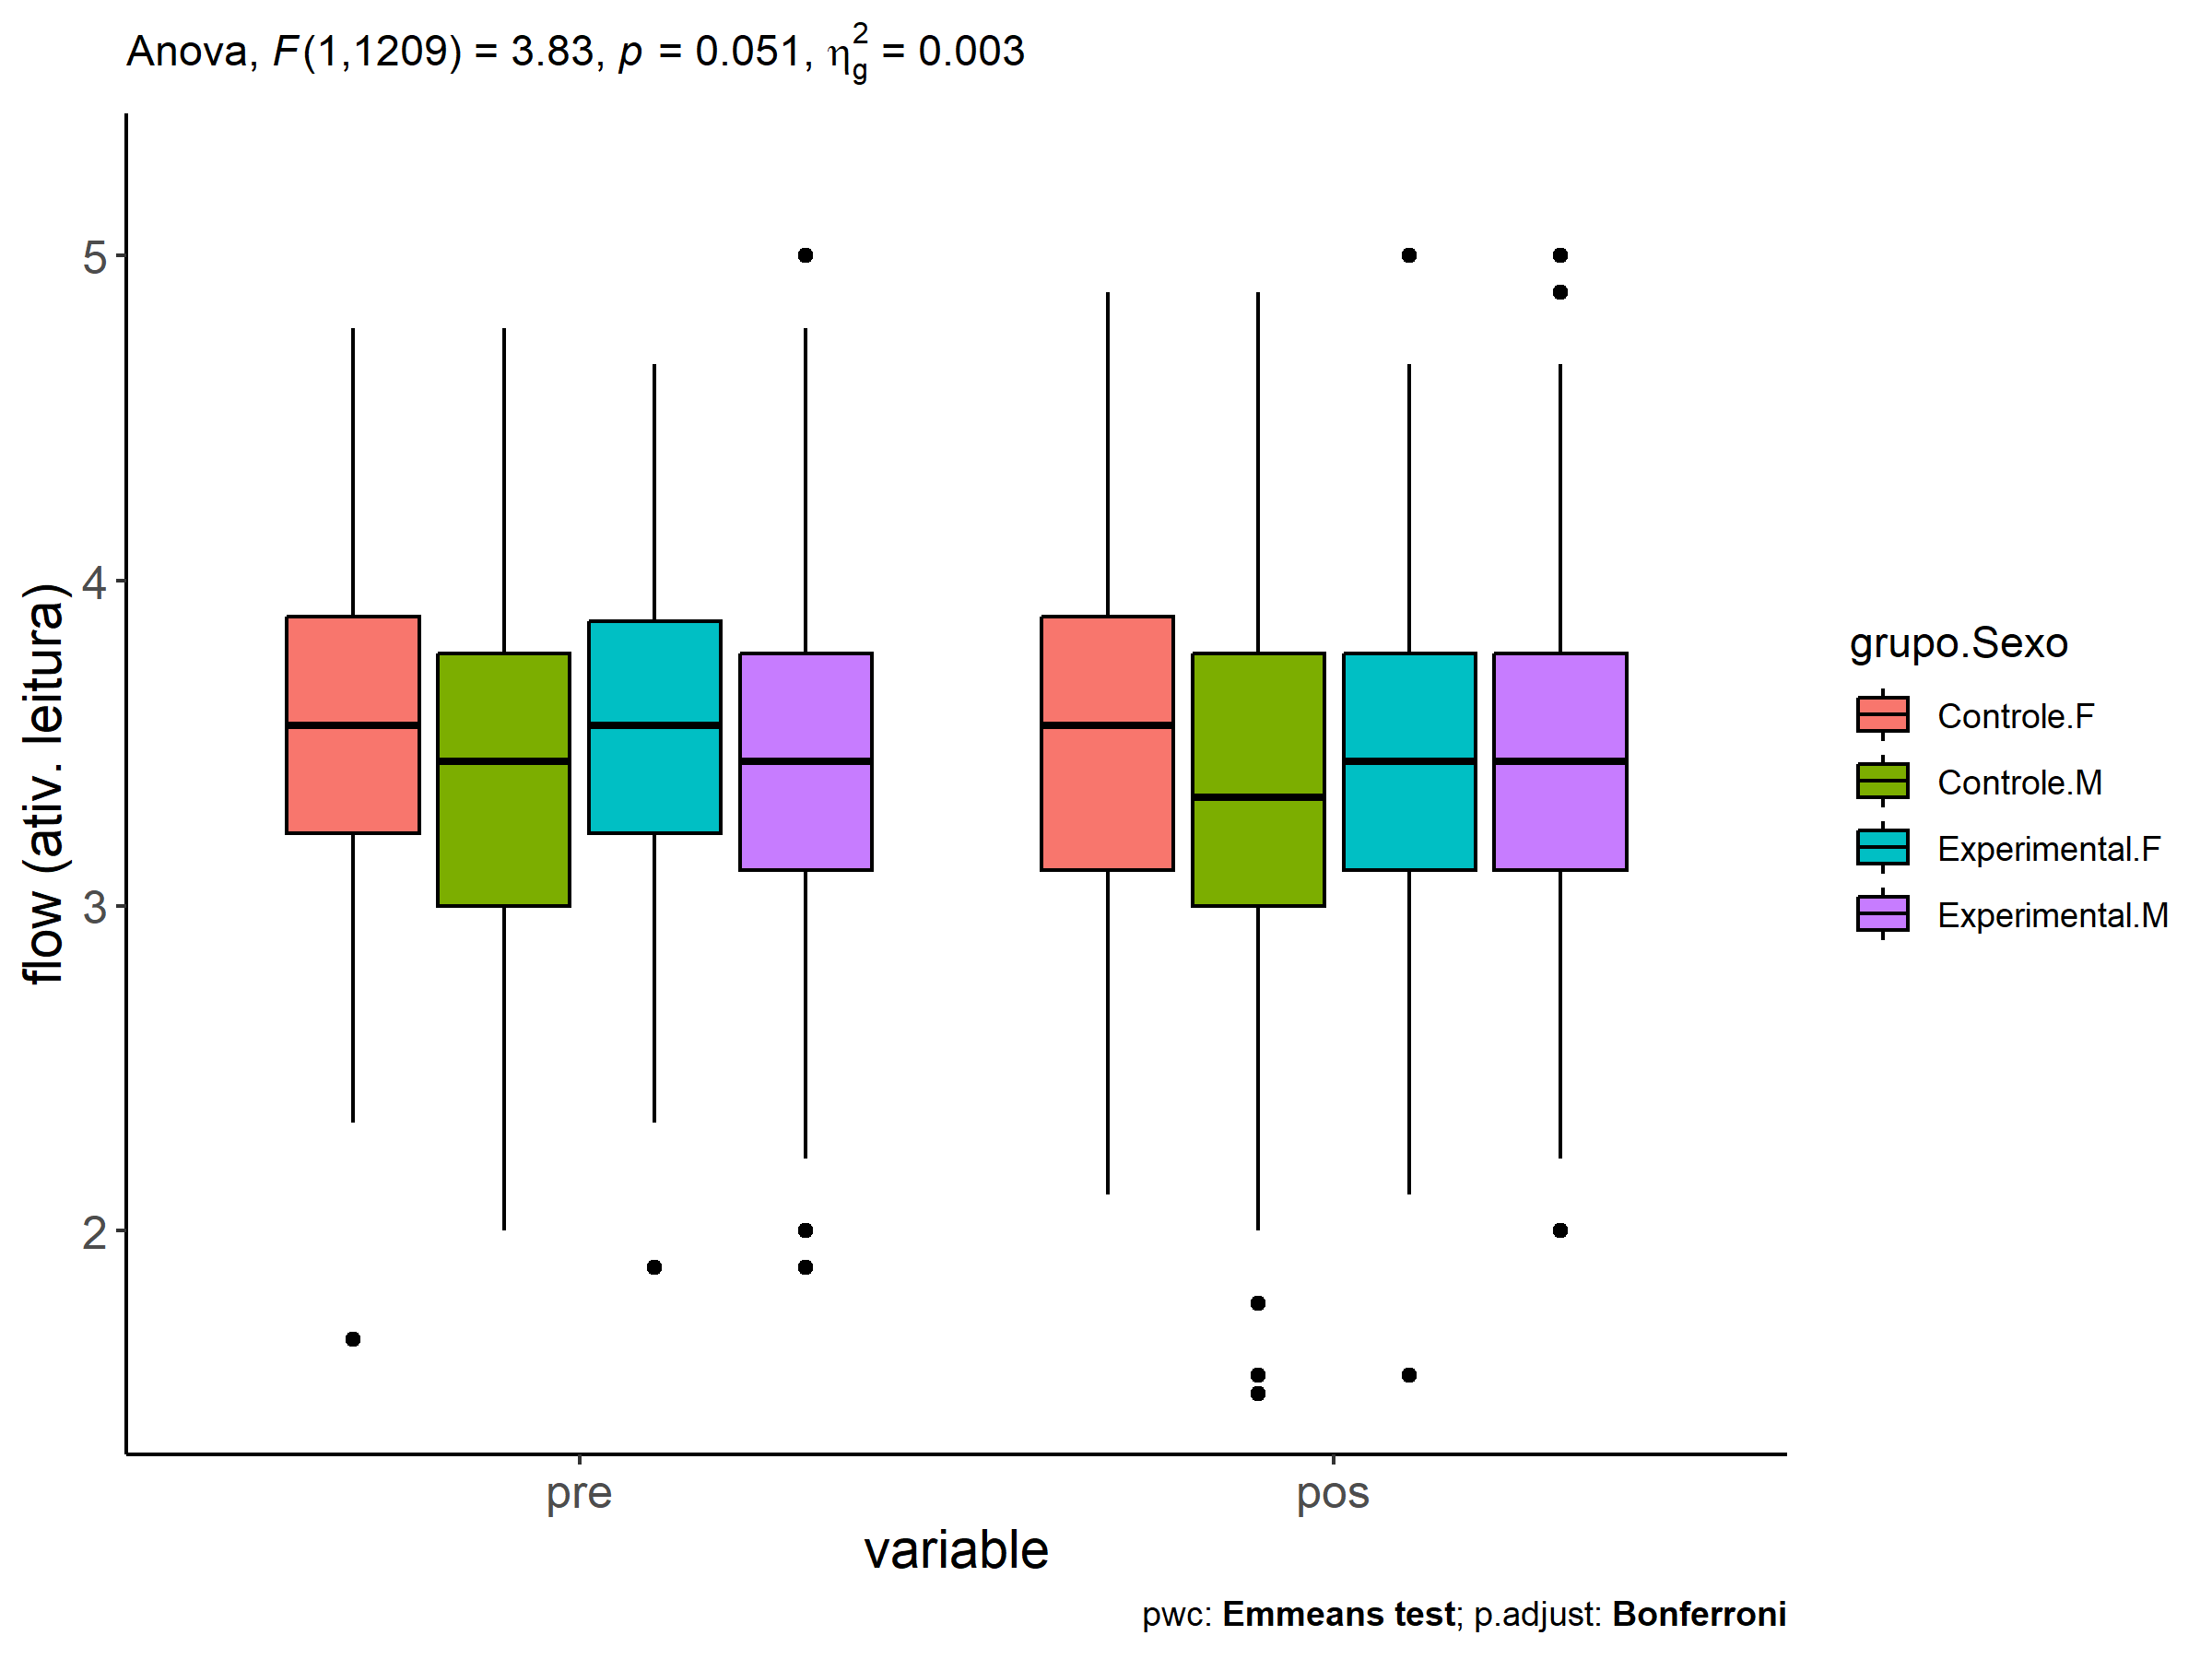 Anova, F(1,1209) = 3.83, p = 0.051, η²g = 0.003
flow (ativ. leitura)
5
4
3
2
pre
pos
variable
grupo.Sexo
Controle.F
Controle.M
Experimental.F
Experimental.M
pwc: Emmeans test; p.adjust: Bonferroni